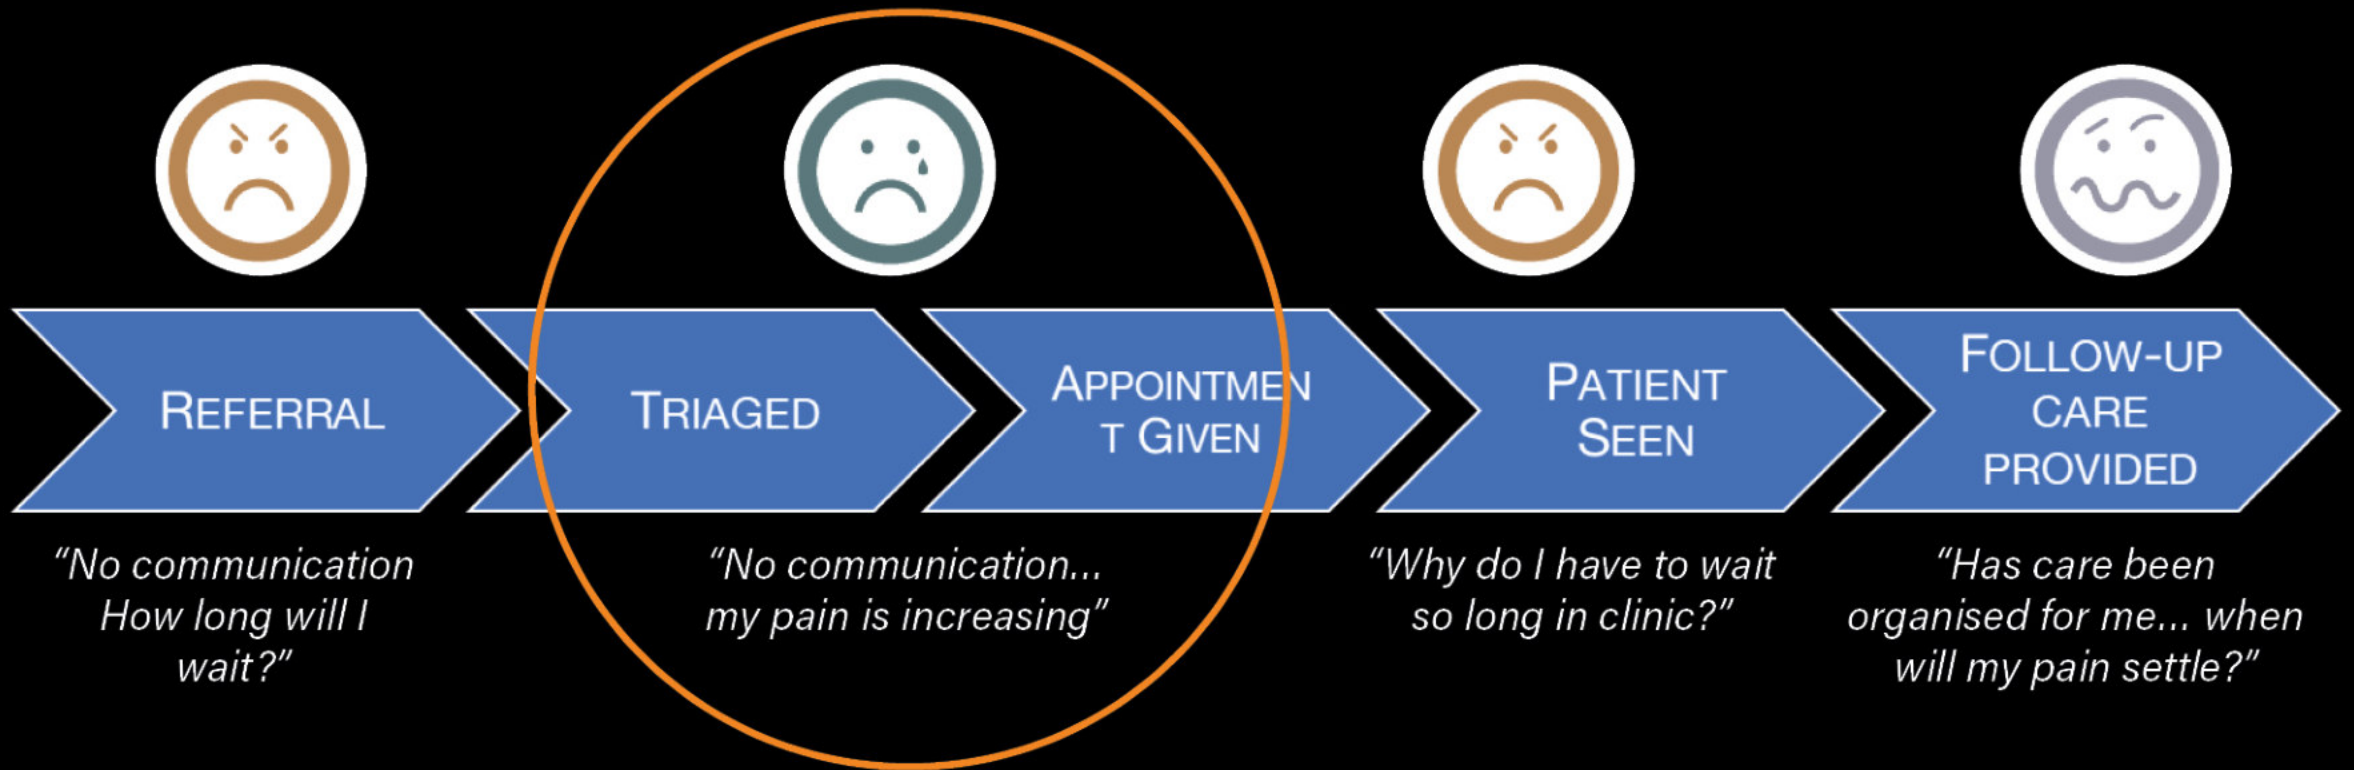 REFERRAL
TRIAGED
APPOINTMEN
T GIVEN
PATIENT
SEEN
FOLLOW-UP
CARE
PROVIDED
“No communication
How long will I
wait?”
“No communication...
my pain is increasing”
“Why do I have to wait
so long in clinic?”
“Has care been
organised for me... when
will my pain settle?”